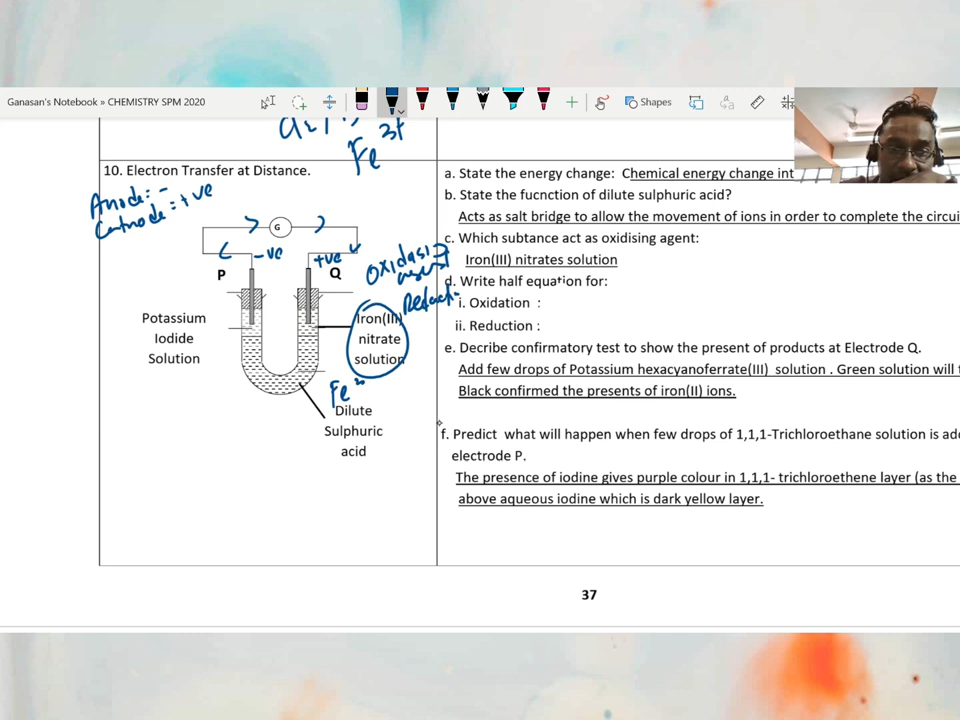 Ganasan's Notebook » CHEMISTRY SPM 2020
Shapes
Fe 3+
10. Electron Transfer at Distance.
Anode: -
Cathode = +ve
G
-ve
+ve
P
Q
Oxidasi
agent
Potassium
Iodide
Solution
Iron(III)
nitrate
solution
Fe
Dilute
Sulphuric
acid
a. State the energy change: Chemical energy change int
b. State the fucnction of dilute sulphuric acid?
Acts as salt bridge to allow the movement of ions in order to complete the circui
c. Which subtance act as oxidising agent:
Iron(III) nitrates solution
d. Write half equation for:
i. Oxidation :
ii. Reduction :
e. Decribe confirmatory test to show the present of products at Electrode Q.
Add few drops of Potassium hexacyanoferrate(III) solution . Green solution will
Black confirmed the presents of iron(II) ions.
f. Predict what will happen when few drops of 1,1,1-Trichloroethane solution is add
electrode P.
The presence of iodine gives purple colour in 1,1,1- trichloroethene layer (as the
above aqueous iodine which is dark yellow layer.
37